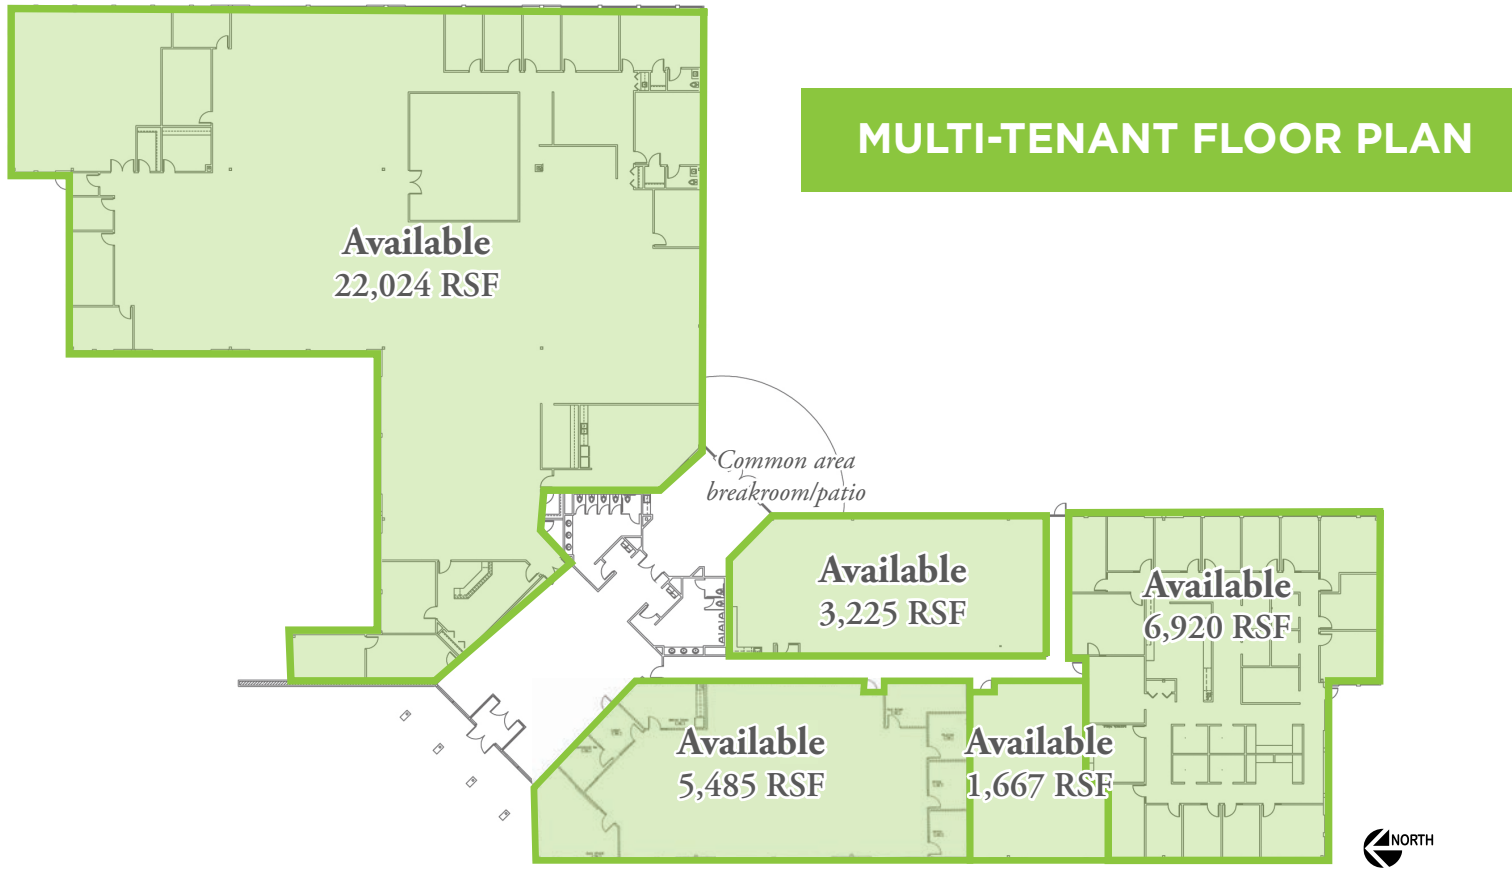 MULTI-TENANT FLOOR PLAN
Available
22,024 RSF
Common area
breakroom/patio
Available
3,225 RSF
Available
6,920 RSF
Available
5,485 RSF
Available
1,667 RSF
NORTH